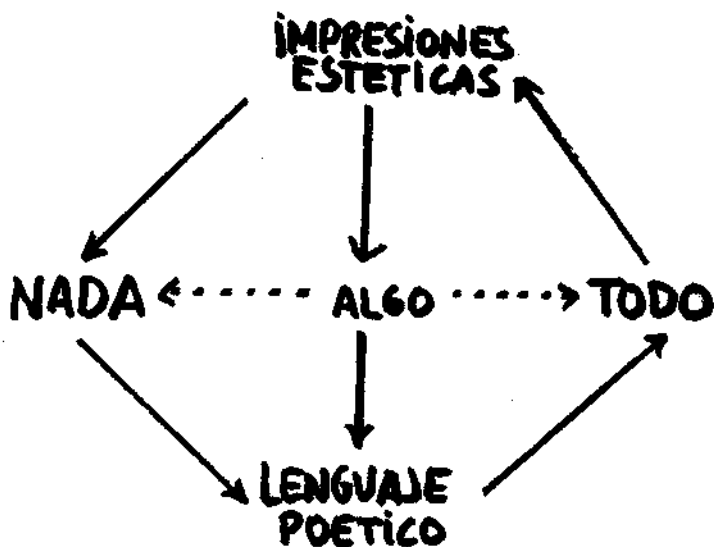 iMPRESiONES
ESTETiCAS
NADA ALGO TODO
LENGUAJE
POETiCO